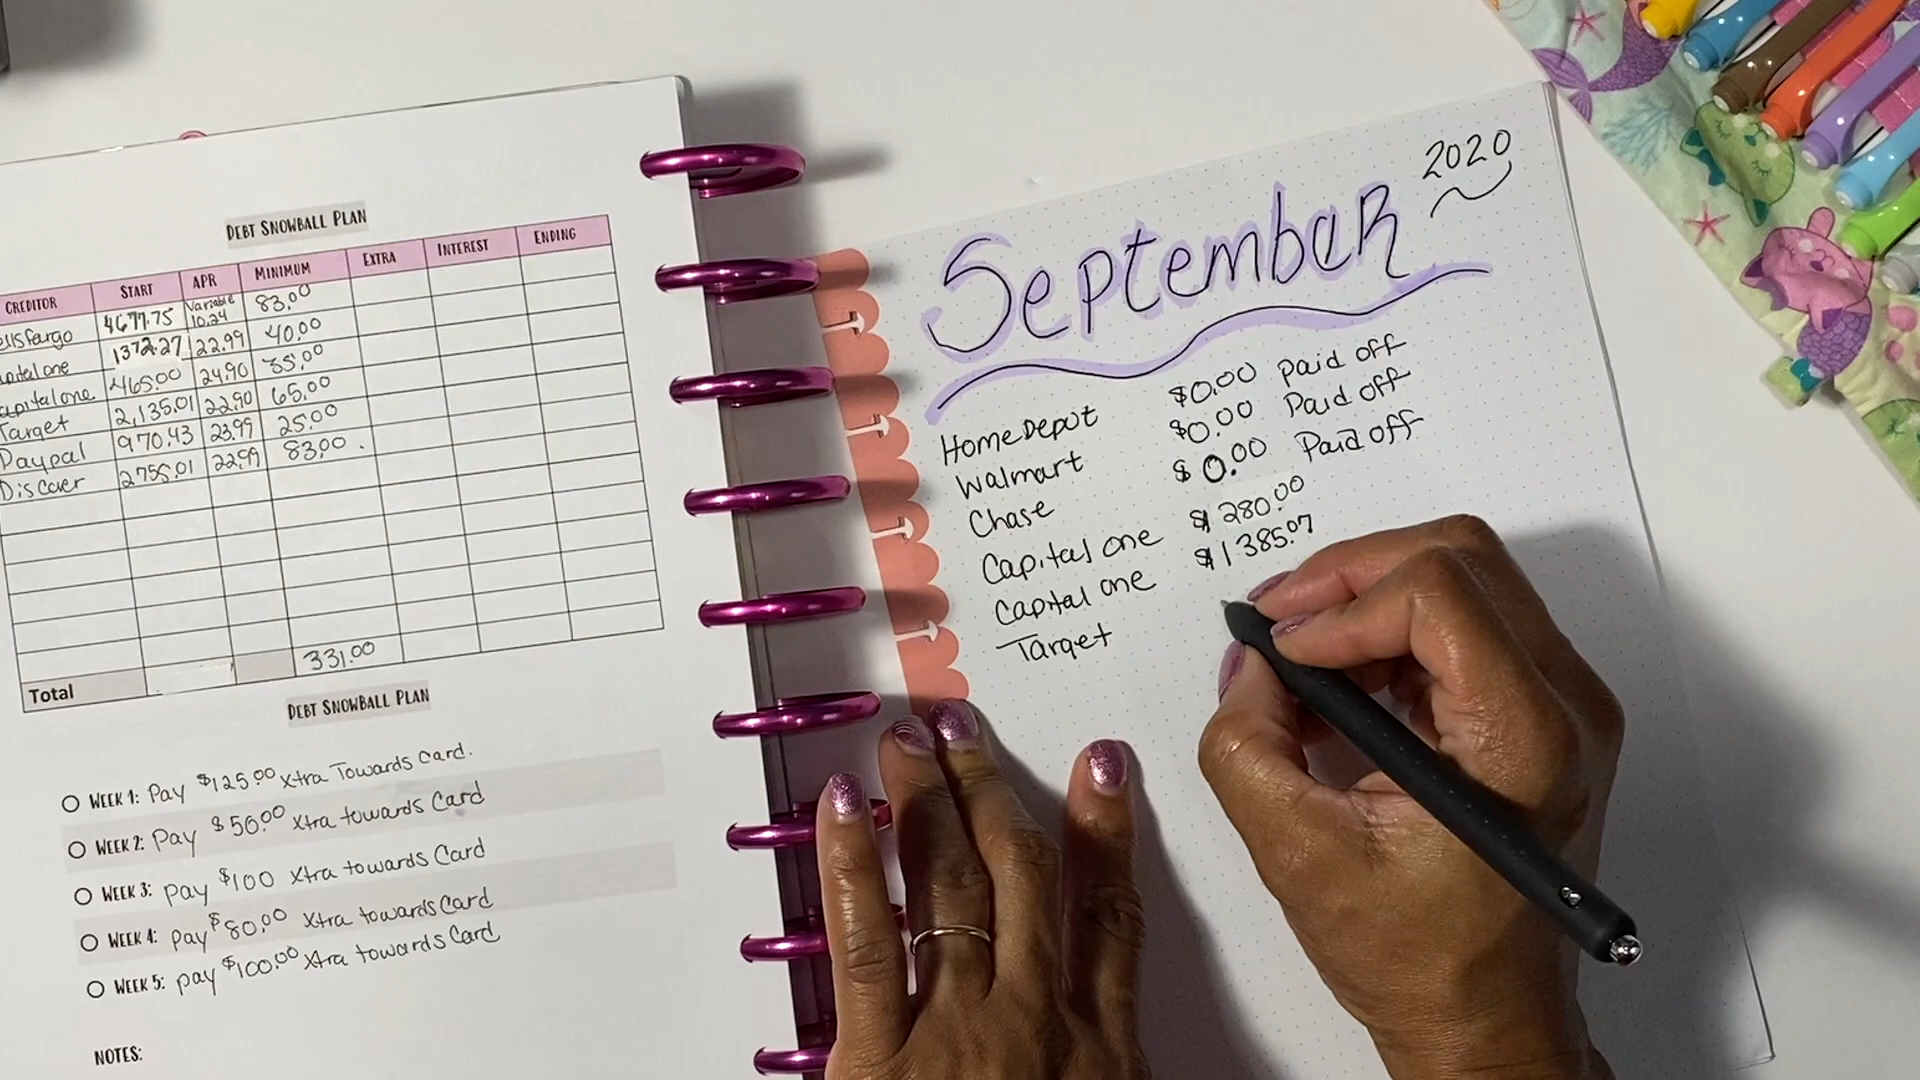 DEBT SNOWBALL PLAN
CREDITOR START APR MINIMUM EXTRA INTEREST ENDING
ellsfargo 4677.75 Variable 10.24 83.00
apital one 1372.27 22.99 40.00
apital one 465.00 24.90 35.00
Target 2,135.01 22.90 65.00
Paypal 970.43 23.99 25.00
Discover 2755.01 22.99 83.00
Total 331.00
DEBT SNOWBALL PLAN
WEEK 1: Pay $125.00 Xtra Towards Card.
WEEK 2: Pay $50.00 Xtra towards Card
WEEK 3: Pay $100 Xtra towards Card
WEEK 4: Pay $80.00 Xtra towards Card
WEEK 5: Pay $100.00 Xtra towards Card
NOTES:
2020
September
Home Depot $0.00 Paid off
Walmart $0.00 Paid off
Chase $0.00 Paid off
Capital one $280.00
Capital one $1385.07
Target